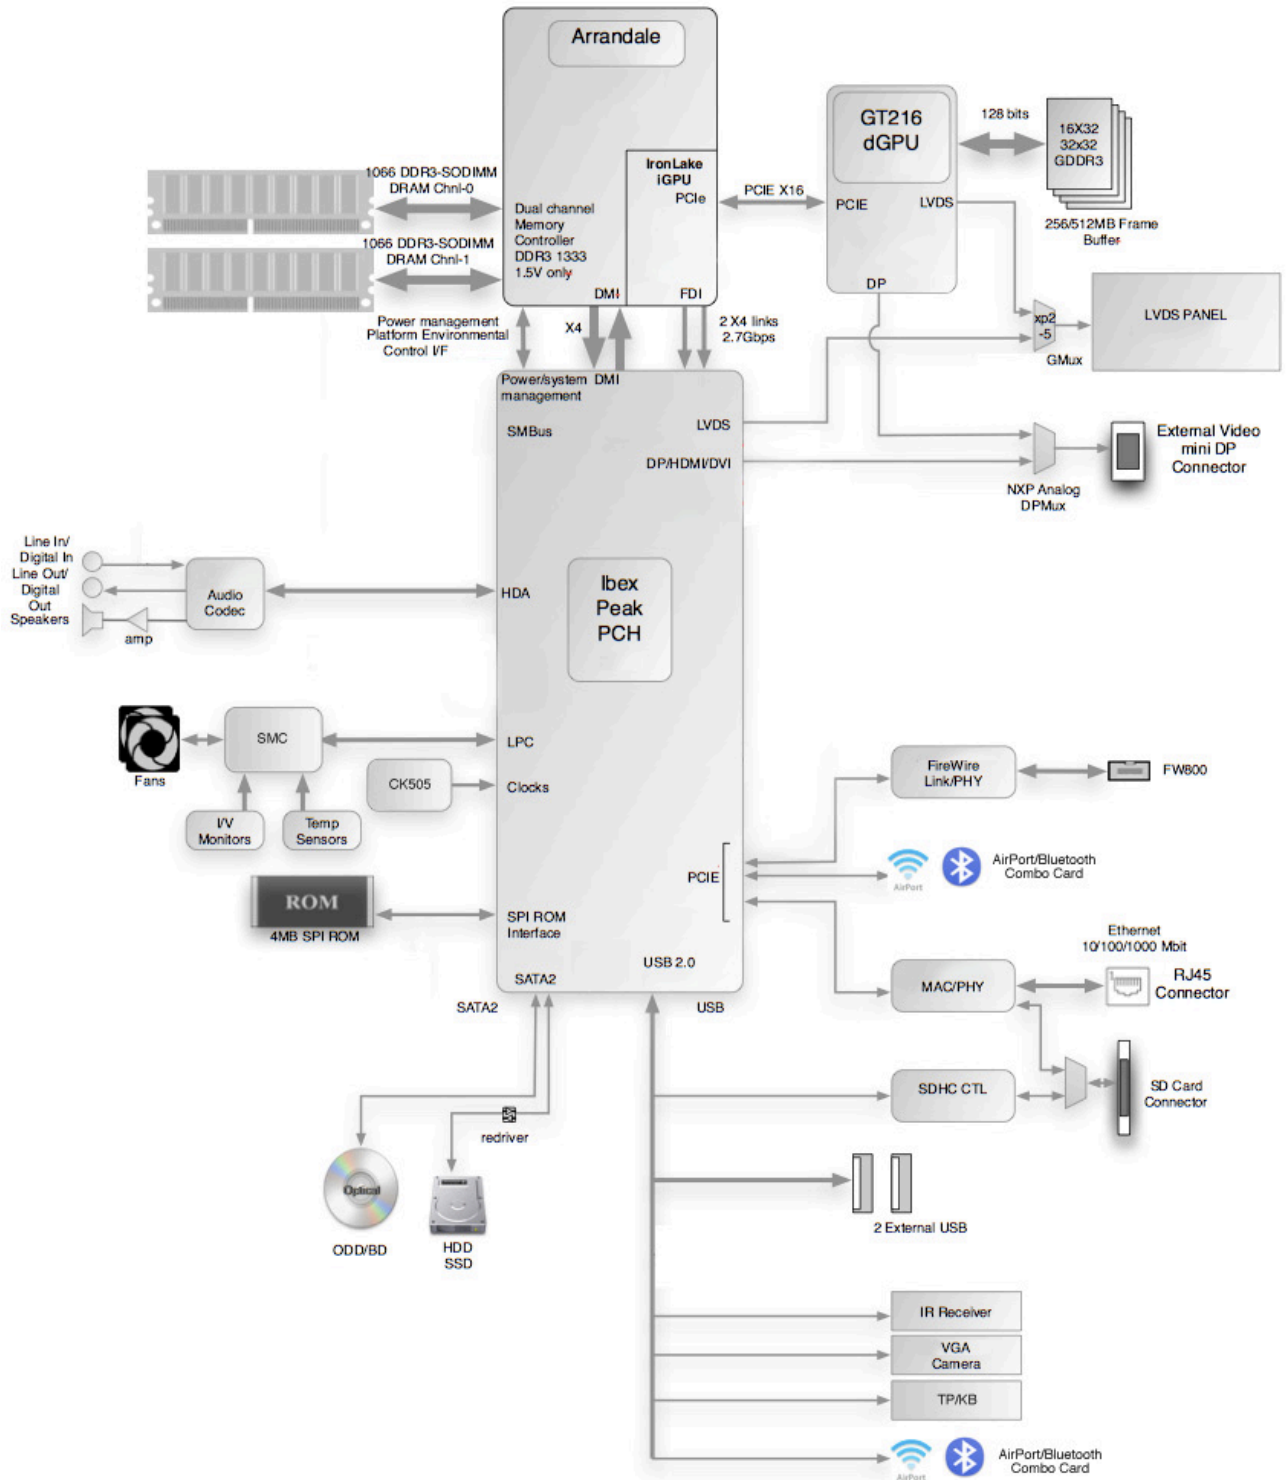 Arrandale
GT216
dGPU
128 bits
16X32
32x32
GDDR3
256/512MB Frame
Buffer
IronLake
iGPU
PCIe
PCIE X16
PCIE
LVDS
DP
1066 DDR3-SODIMM
DRAM Chnl-0
1066 DDR3-SODIMM
DRAM Chnl-1
Dual channel
Memory
Controller
DDR3 1333
1.5V only
DMI
FDI
Power management
Platform Environmental
Control I/F
X4
2 X4 links
2.7Gbps
xp2
-5
GMux
LVDS PANEL
Power/system
management
DMI
SMBus
LVDS
DP/HDMI/DVI
NXP Analog
DPMux
External Video
mini DP
Connector
Line In/
Digital In
Line Out/
Digital
Out
Speakers
amp
Audio
Codec
HDA
Ibex
Peak
PCH
Fans
SMC
LPC
CK505
Clocks
I/V
Monitors
Temp
Sensors
ROM
4MB SPI ROM
SPI ROM
Interface
PCIE
FireWire
Link/PHY
FW800
AirPort
AirPort/Bluetooth
Combo Card
Ethernet
10/100/1000 Mbit
MAC/PHY
RJ45
Connector
USB 2.0
SATA2
SATA2
USB
SDHC CTL
SD Card
Connector
redriver
Optical
ODD/BD
HDD
SSD
2 External USB
IR Receiver
VGA
Camera
TP/KB
AirPort
AirPort/Bluetooth
Combo Card